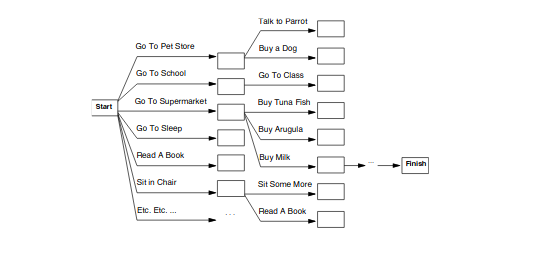 Talk to Parrot
Go To Pet Store
Buy a Dog
Go To School
Go To Class
Go To Supermarket
Buy Tuna Fish
Start
Go To Sleep
Buy Arugula
Read A Book
Buy Milk
...
Finish
Sit in Chair
Sit Some More
Etc. Etc. ...
...
Read A Book